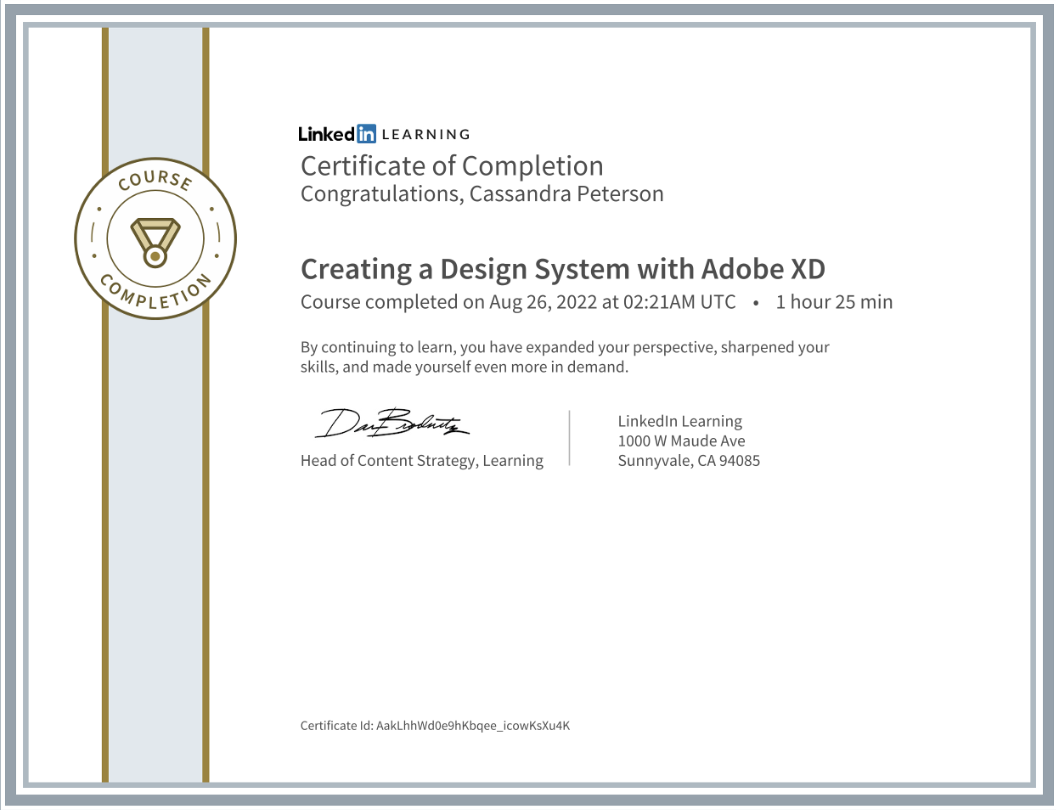 COURSE
COMPLETION
Linked in LEARNING
Certificate of Completion
Congratulations, Cassandra Peterson
Creating a Design System with Adobe XD
Course completed on Aug 26, 2022 at 02:21AM UTC • 1 hour 25 min
By continuing to learn, you have expanded your perspective, sharpened your
skills, and made yourself even more in demand.
Head of Content Strategy, Learning
LinkedIn Learning
1000 W Maude Ave
Sunnyvale, CA 94085
Certificate Id: AakLhhWd0e9hKbqee_icowKsXu4K